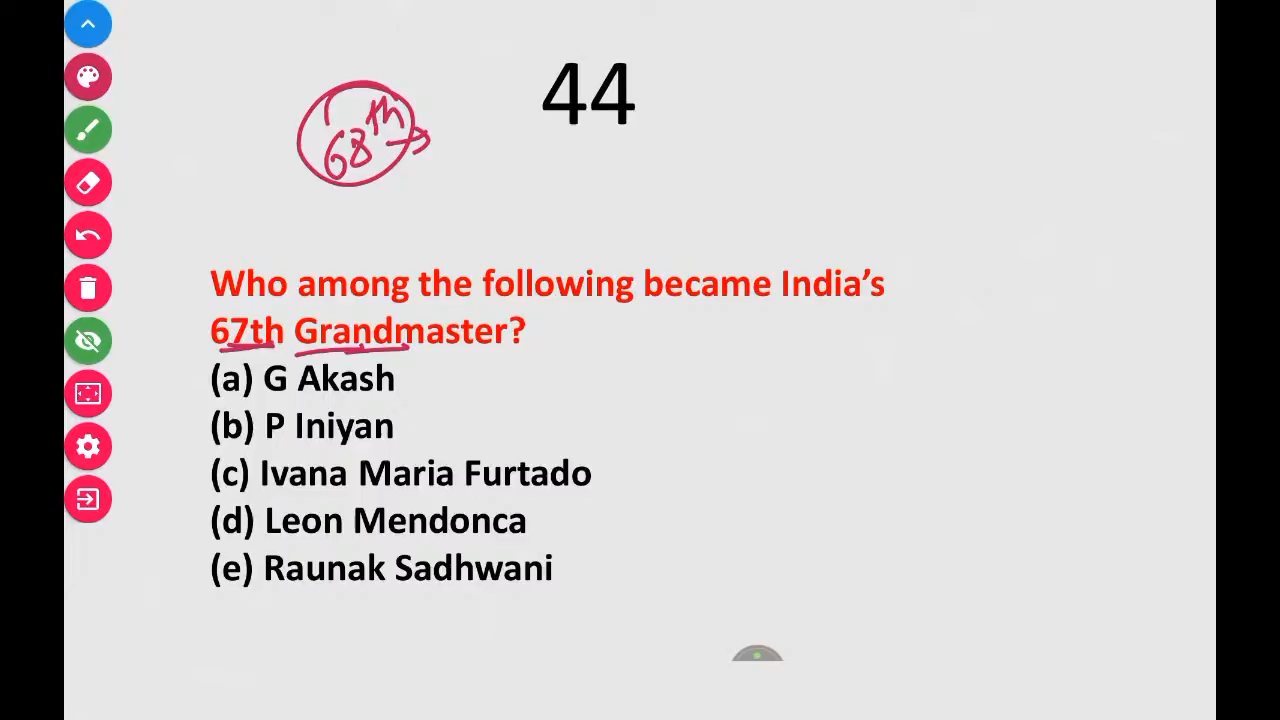 44
68th
Who among the following became India’s
67th Grandmaster?
(a) G Akash
(b) P Iniyan
(c) Ivana Maria Furtado
(d) Leon Mendonca
(e) Raunak Sadhwani